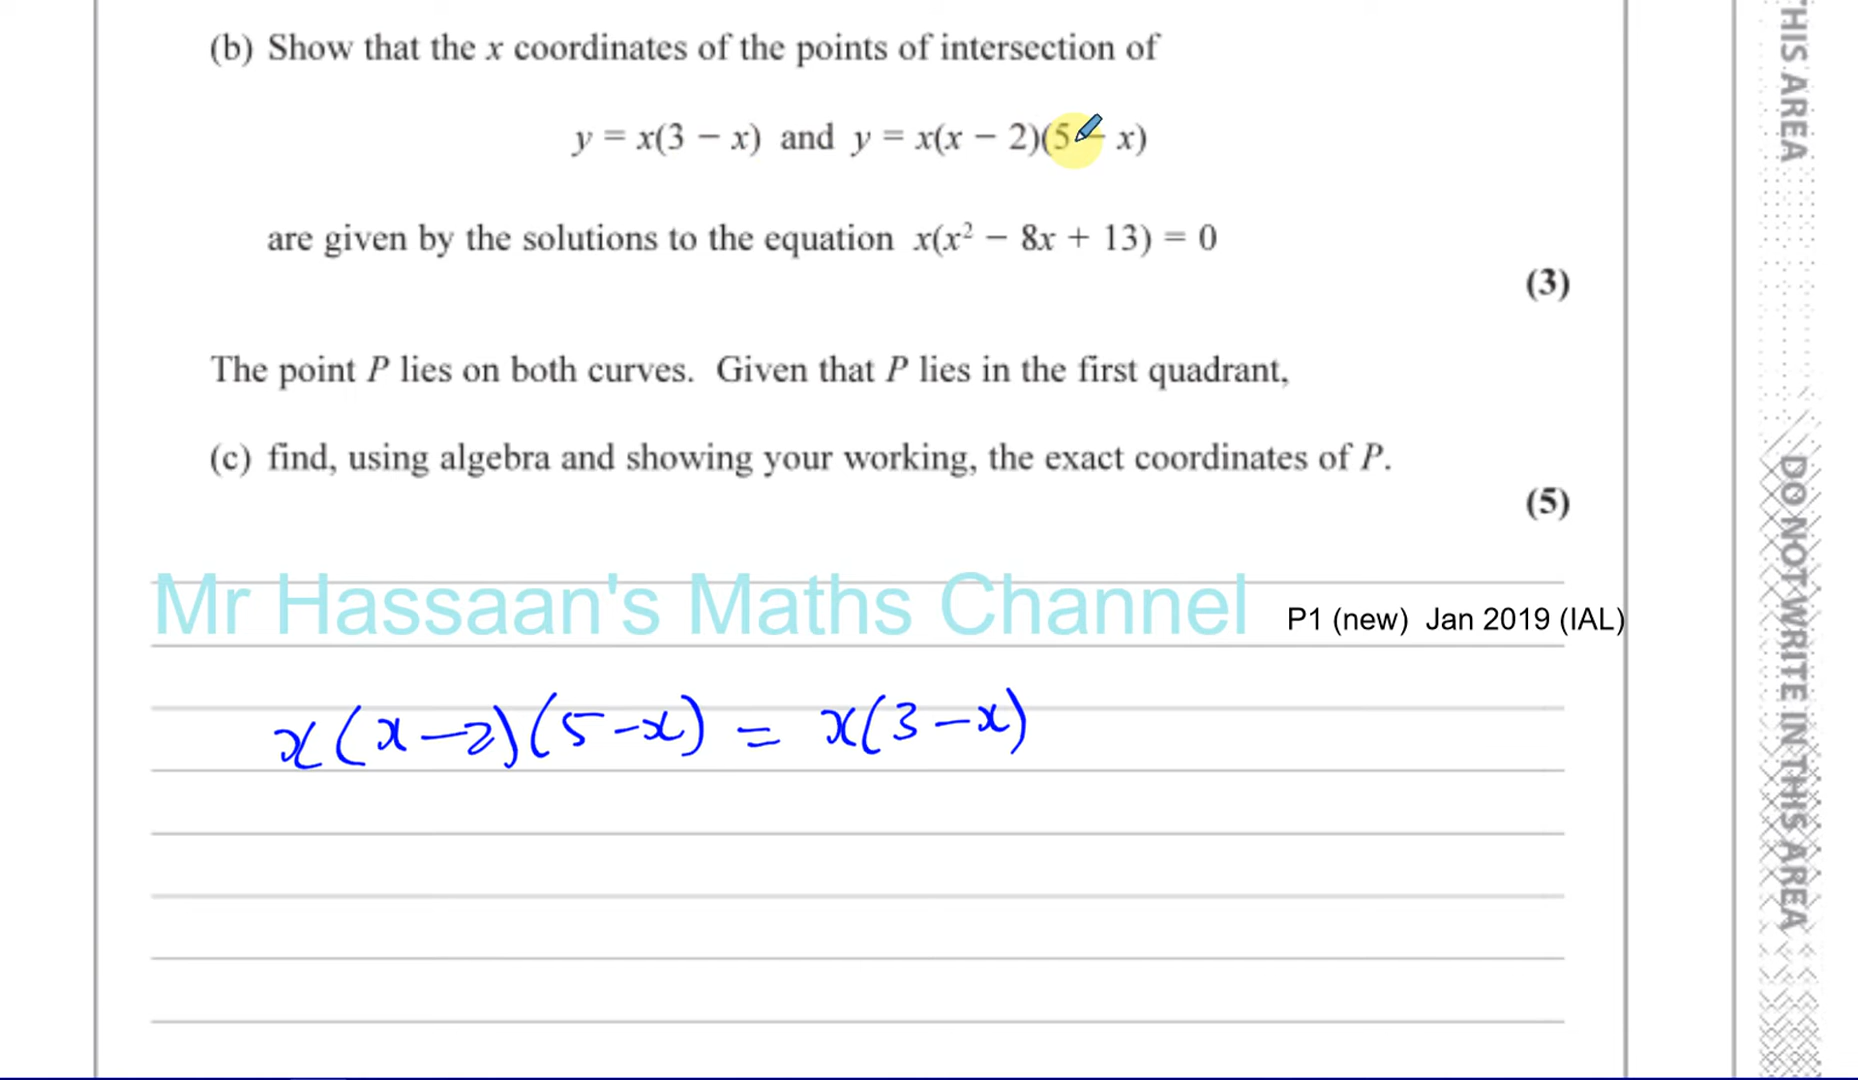 (b) Show that the x coordinates of the points of intersection of
y = x(3 − x) and y = x(x − 2)(5 − x)
are given by the solutions to the equation x(x² − 8x + 13) = 0
(3)
The point P lies on both curves. Given that P lies in the first quadrant,
(c) find, using algebra and showing your working, the exact coordinates of P.
(5)
Mr Hassaan's Maths Channel
P1 (new) Jan 2019 (IAL)
x(x−2)(5−x) = x(3−x)
THIS AREA
DO NOT WRITE IN THIS AREA